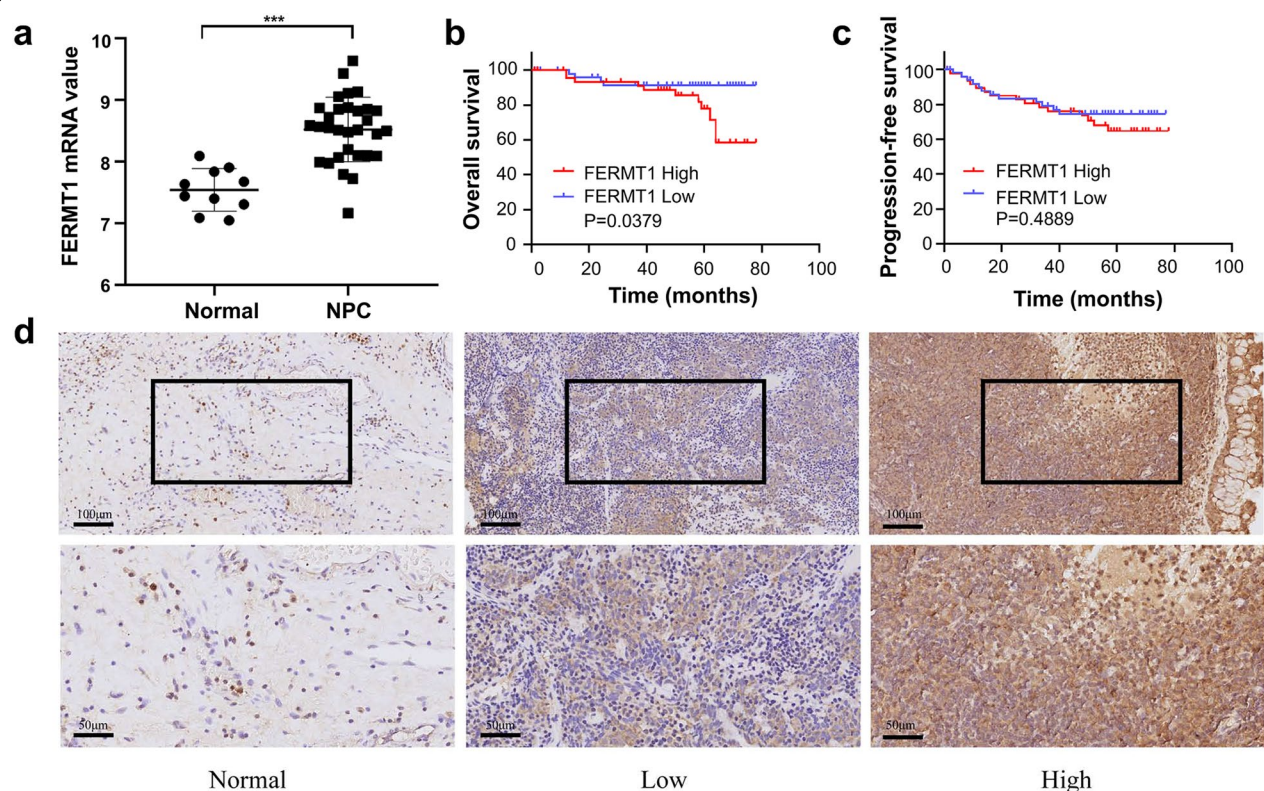 a
***
FERMT1 mRNA value
10
9
8
7
6
Normal
NPC
b
Overall survival
100
80
60
40
20
0
FERMT1 High
FERMT1 Low
P=0.0379
0
20
40
60
80
100
Time (months)
c
Progression-free survival
100
80
60
40
20
0
FERMT1 High
FERMT1 Low
P=0.4889
0
20
40
60
80
100
Time (months)
d
100μm
100μm
100μm
50μm
50μm
50μm
Normal
Low
High